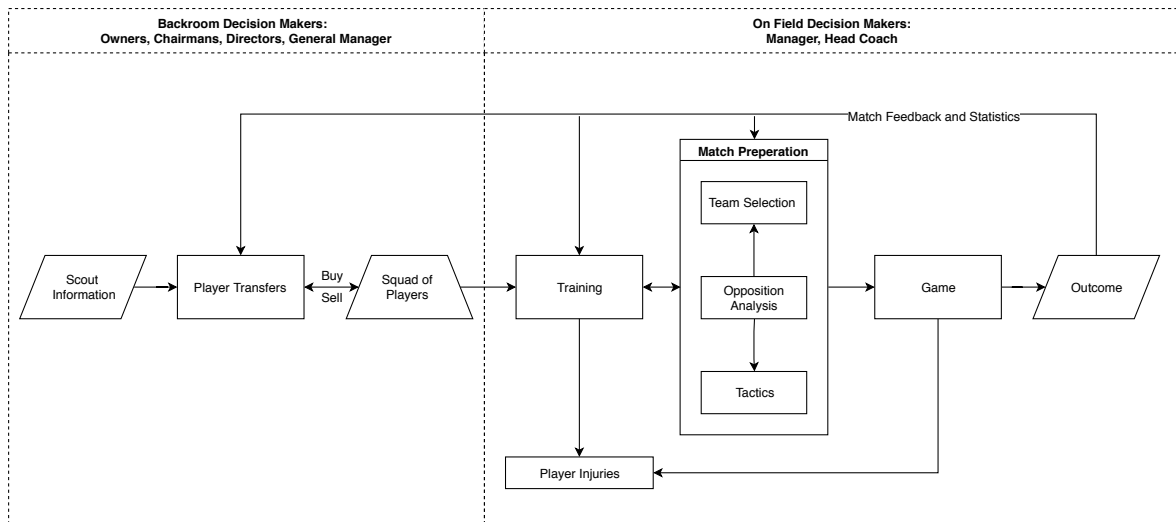 Backroom Decision Makers:
Owners, Chairmans, Directors, General Manager
On Field Decision Makers:
Manager, Head Coach
Match Feedback and Statistics
Match Preperation
Team Selection
Scout
Information
Player Transfers
Buy
Sell
Squad of
Players
Training
Opposition
Analysis
Game
Outcome
Tactics
Player Injuries